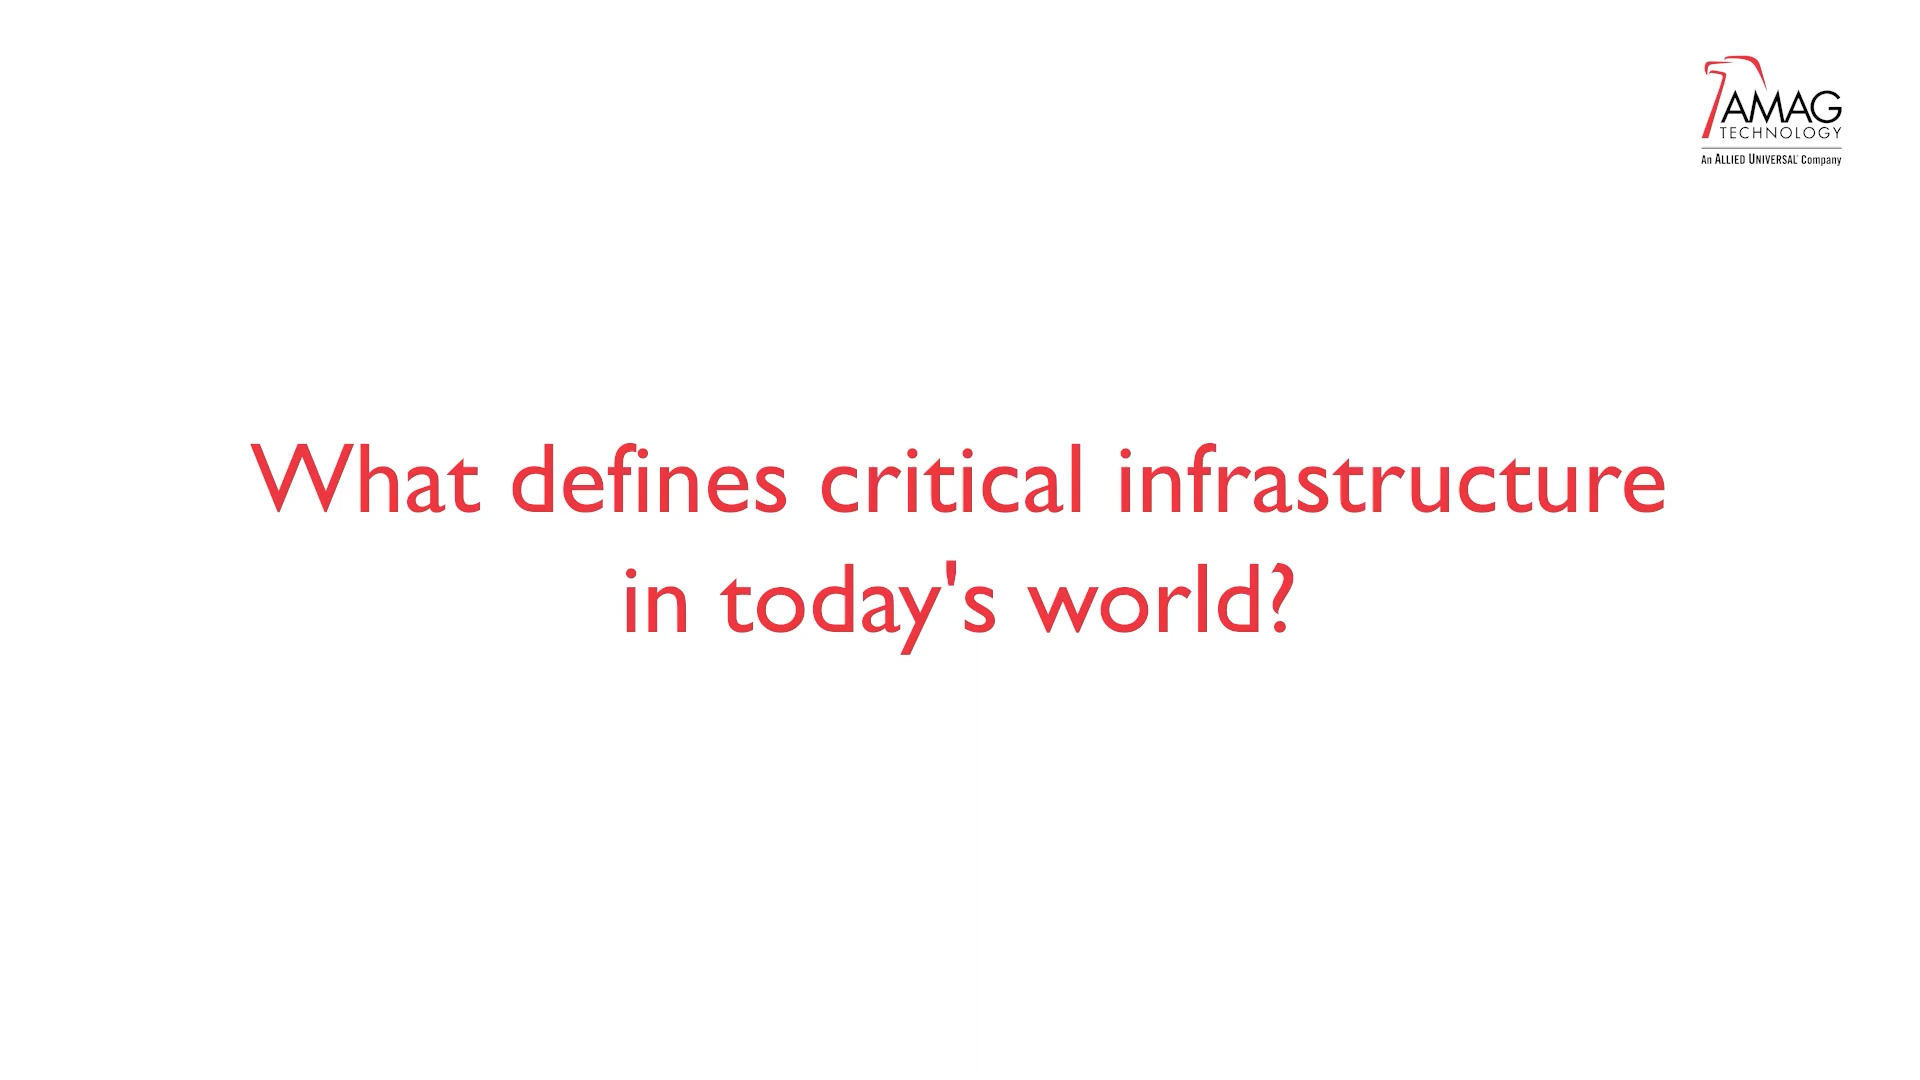 AMAG
TECHNOLOGY
An ALLIED UNIVERSAL Company
What defines critical infrastructure
in today's world?